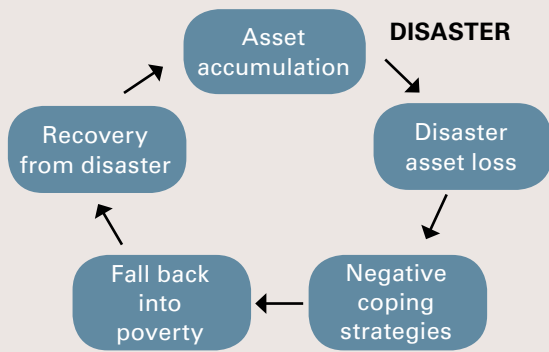 Asset
accumulation
DISASTER
Disaster
asset loss
Negative
coping
strategies
Fall back
into
poverty
Recovery
from disaster